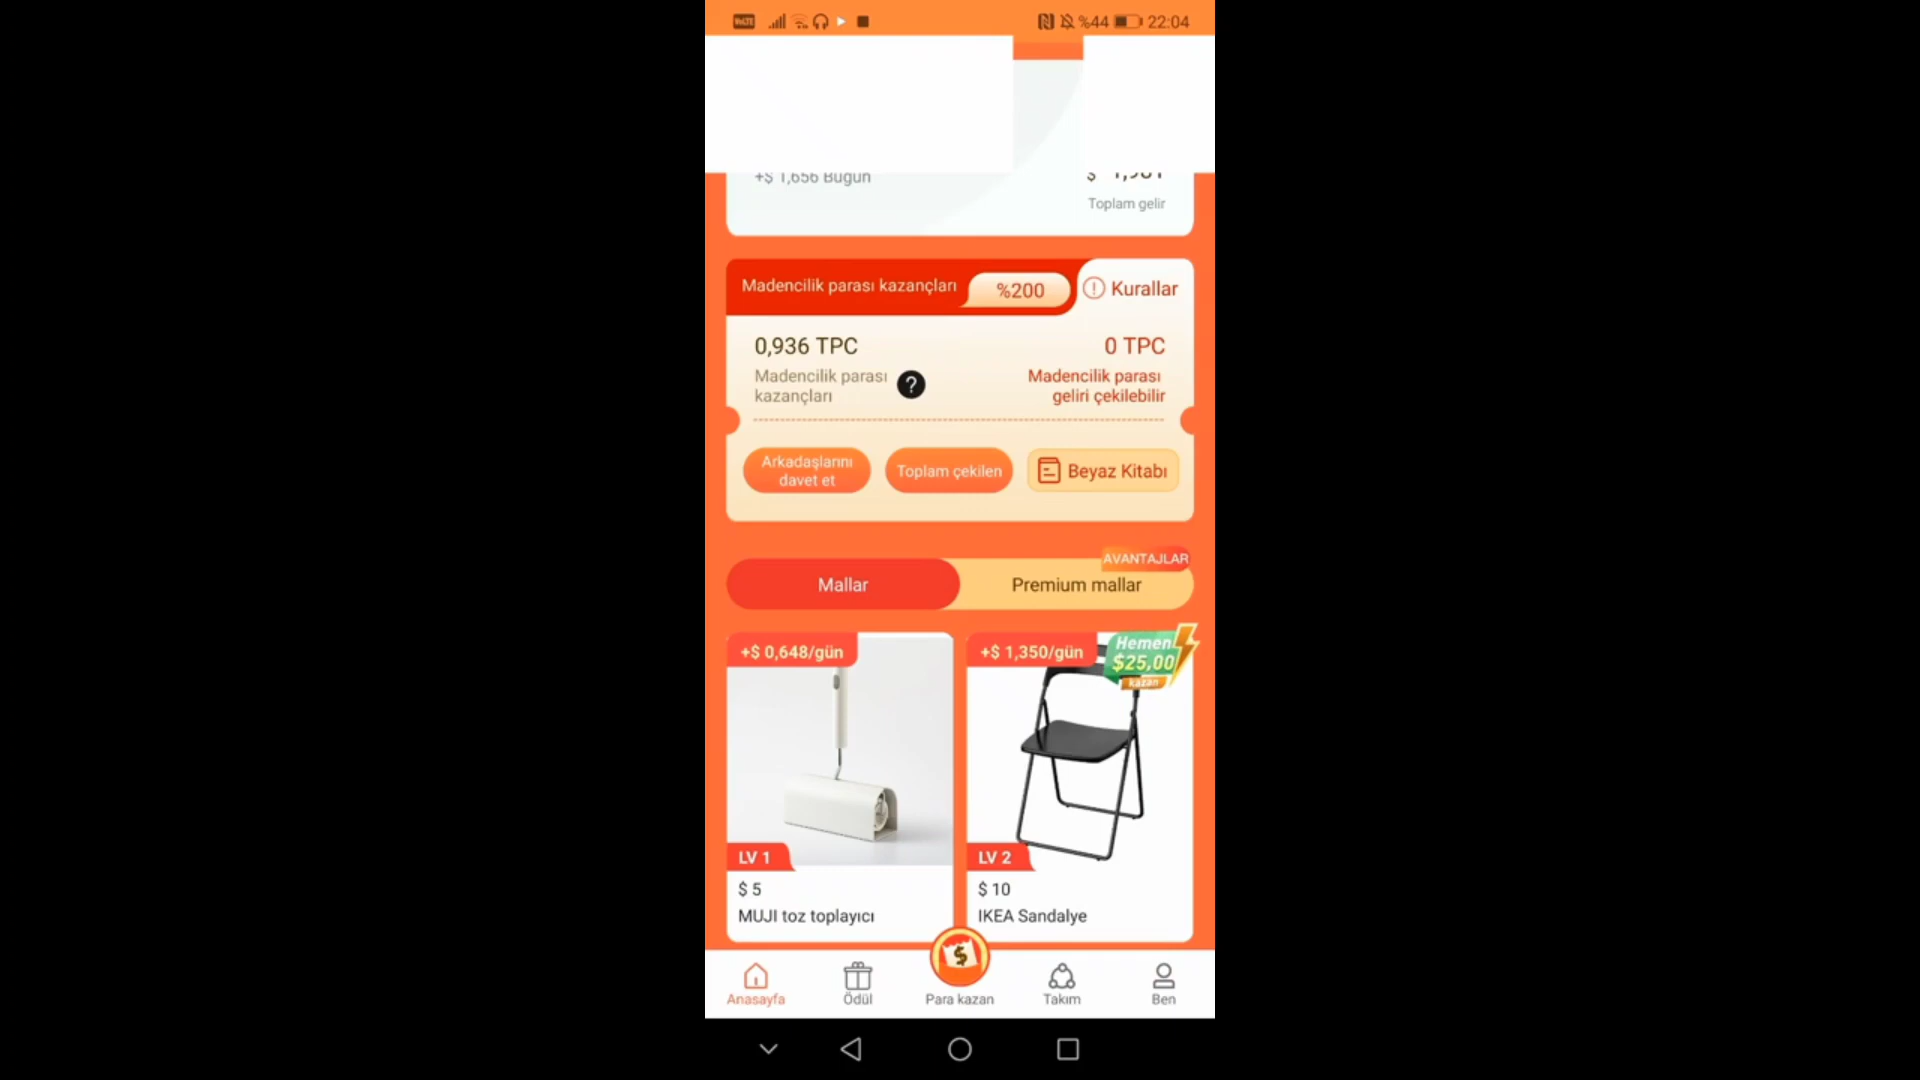 VoLTE %44 22:04
+$ 1,656 Bugün
Toplam gelir
Madencilik parası kazançları %200 Kurallar
0,936 TPC 0 TPC
Madencilik parası kazançları
?
Madencilik parası geliri çekilebilir
Arkadaşlarını davet et
Toplam çekilen
Beyaz Kitabı
AVANTAJLAR
Mallar Premium mallar
+$ 0,648/gün
LV 1
$ 5
MUJI toz toplayıcı
+$ 1,350/gün
Hemen
$25,00
kazan
LV 2
$ 10
IKEA Sandalye
Anasayfa Ödül Para kazan Takım Ben